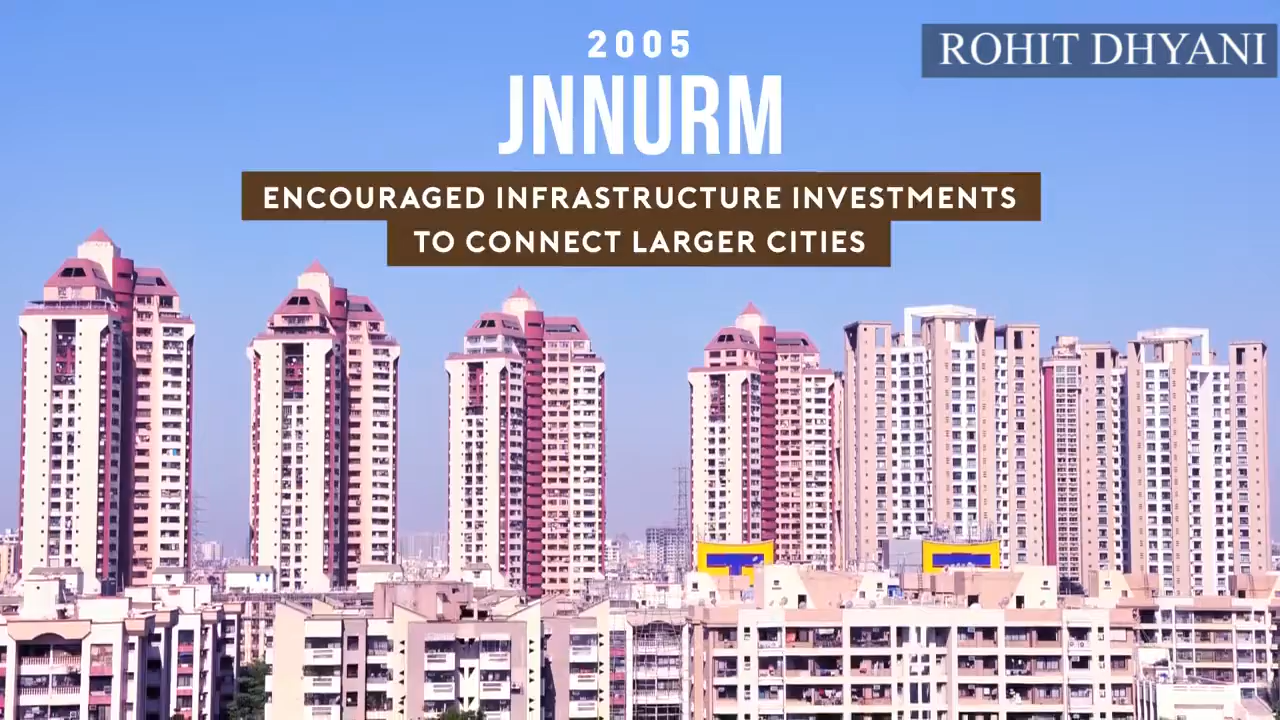 2005
ROHIT DHYANI
JNNURM
ENCOURAGED INFRASTRUCTURE INVESTMENTS
TO CONNECT LARGER CITIES